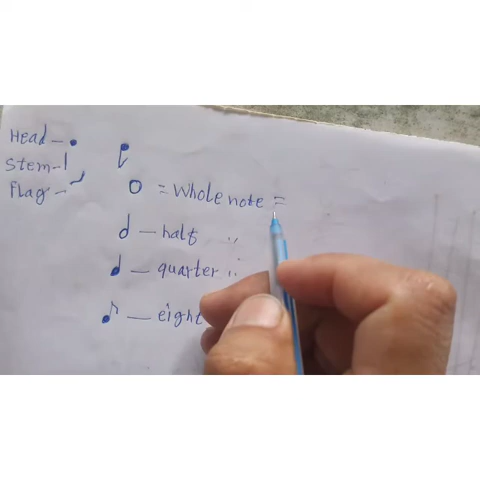 Head -
Stem - |
Flag -
= Whole note =
— half "
— quarter "
— eight